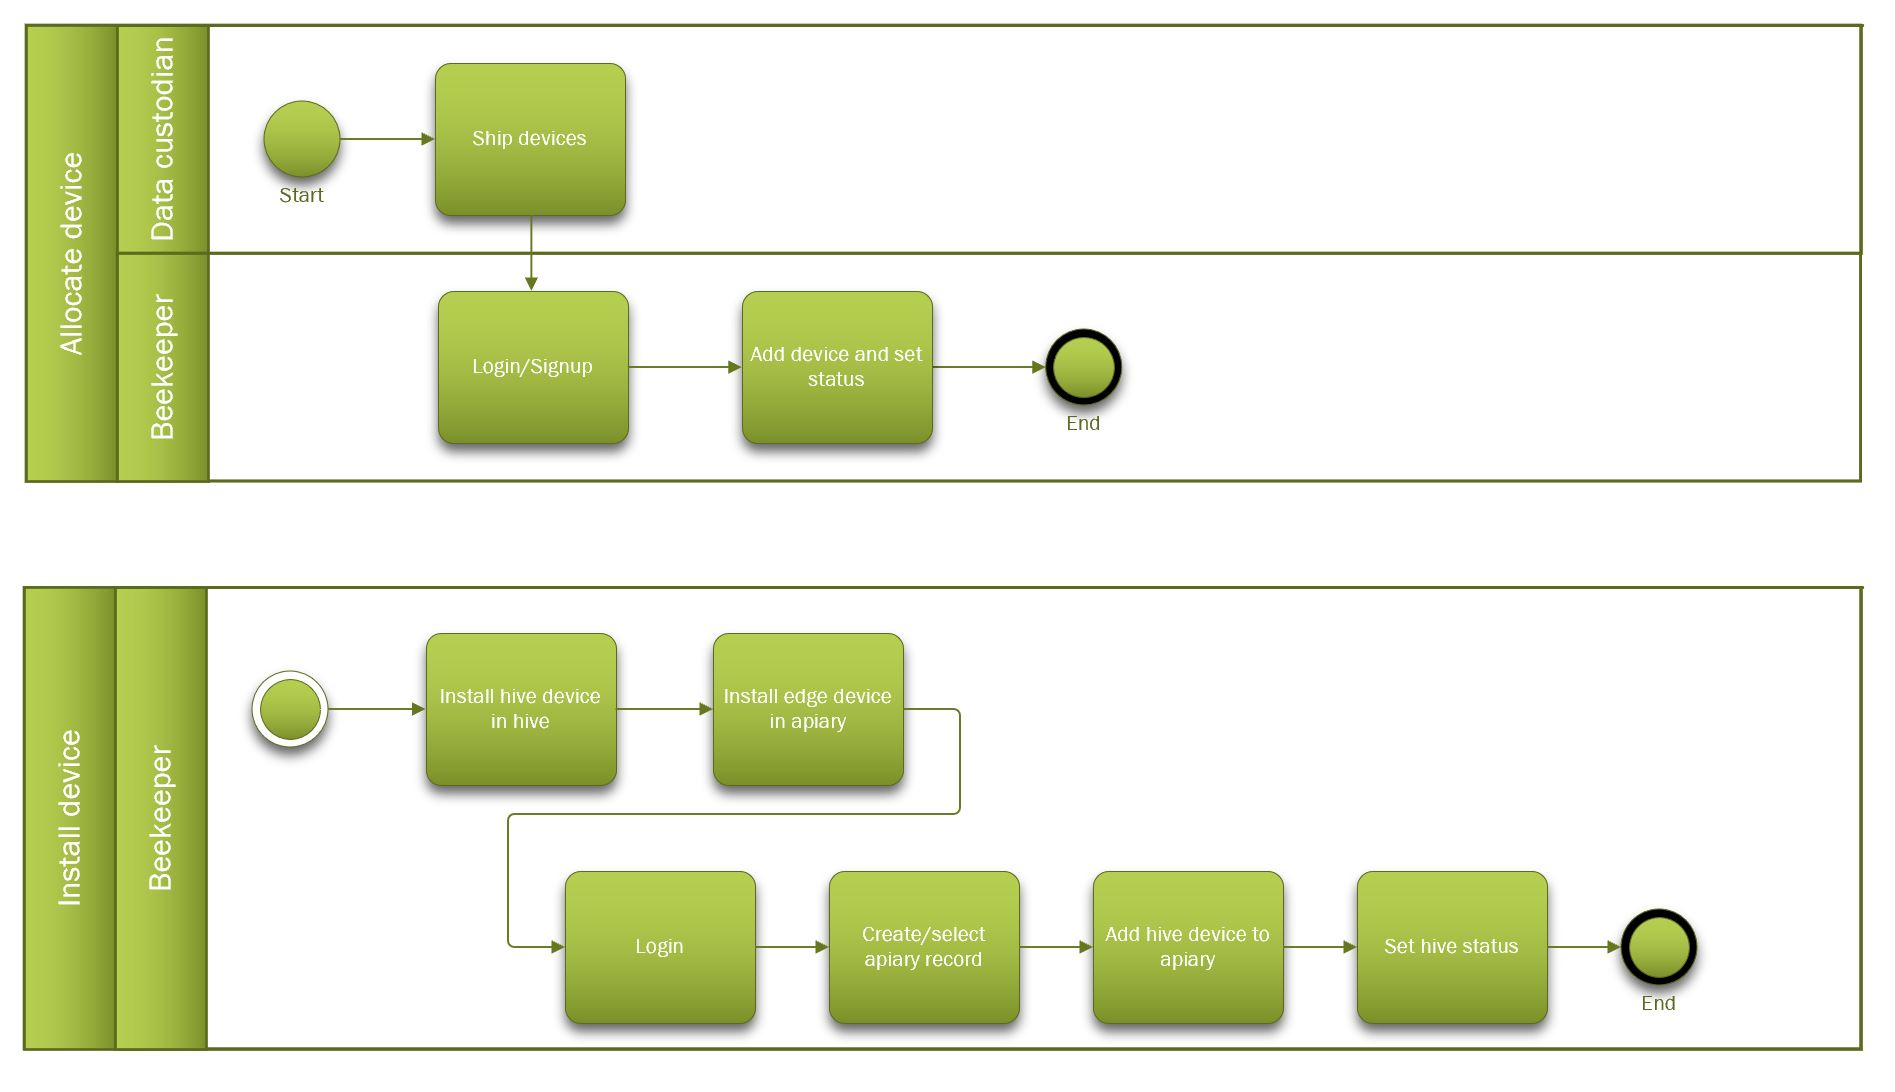 Allocate device
Data custodian
Start
Ship devices
Beekeeper
Login/Signup
Add device and set
status
End
Install device
Beekeeper
Install hive device
in hive
Install edge device
in apiary
Login
Create/select
apiary record
Add hive device to
apiary
Set hive status
End